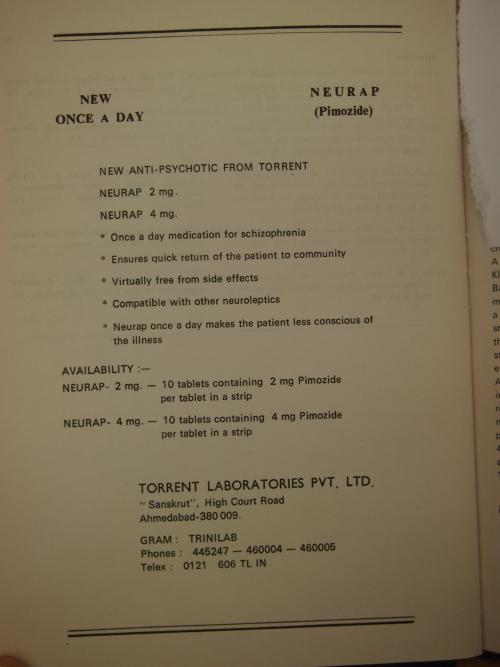 NEW
ONCE A DAY
NEURAP
(Pimozide)
NEW ANTI-PSYCHOTIC FROM TORRENT
NEURAP 2 mg.
NEURAP 4 mg.
* Once a day medication for schizophrenia
* Ensures quick return of the patient to community
* Virtually free from side effects
* Compatible with other neuroleptics
* Neurap once a day makes the patient less conscious of
the illness
AVAILABILITY :—
NEURAP- 2 mg. — 10 tablets containing 2 mg Pimozide
per tablet in a strip
NEURAP- 4 mg. — 10 tablets containing 4 mg Pimozide
per tablet in a strip
TORRENT LABORATORIES PVT. LTD.
"Sanskrut", High Court Road
Ahmedabad-380 009.
GRAM : TRINILAB
Phones : 445247 — 460004 — 460005
Telex : 0121 606 TL IN